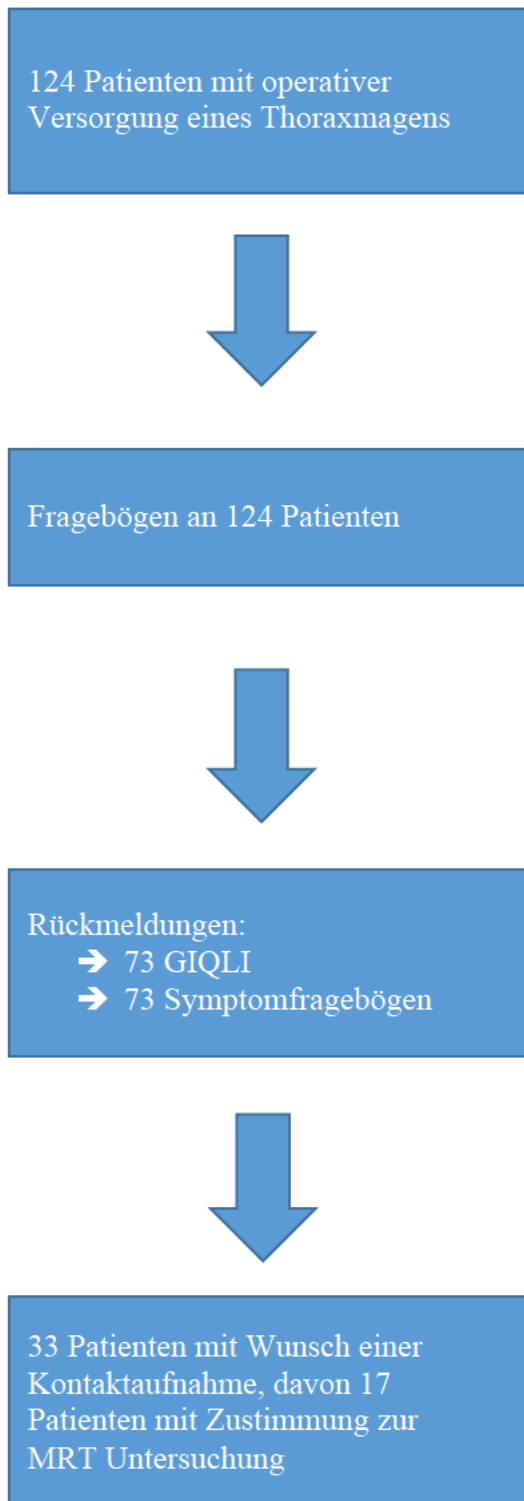 124 Patienten mit operativer
Versorgung eines Thoraxmagens
Fragebögen an 124 Patienten
Rückmeldungen:
➔ 73 GIQLI
➔ 73 Symptomfragebögen
33 Patienten mit Wunsch einer
Kontaktaufnahme, davon 17
Patienten mit Zustimmung zur
MRT Untersuchung